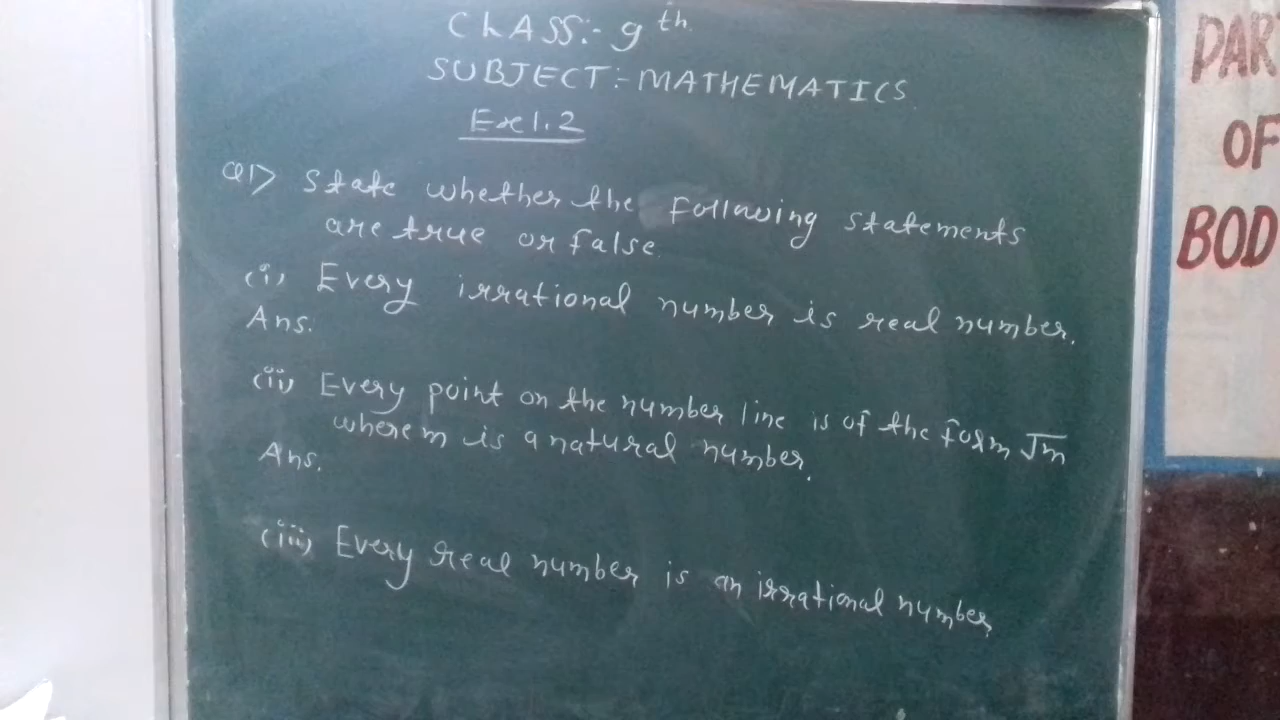 CLASS:- 9th
SUBJECT:- MATHEMATICS
Ex 1.2
Q1> State whether the following statements
are true or false.
(i) Every irrational number is real number.
Ans.
(ii) Every point on the number line is of the form √m
where m is a natural number.
Ans.
(iii) Every real number is an irrational number.
PAR
OF
BOD